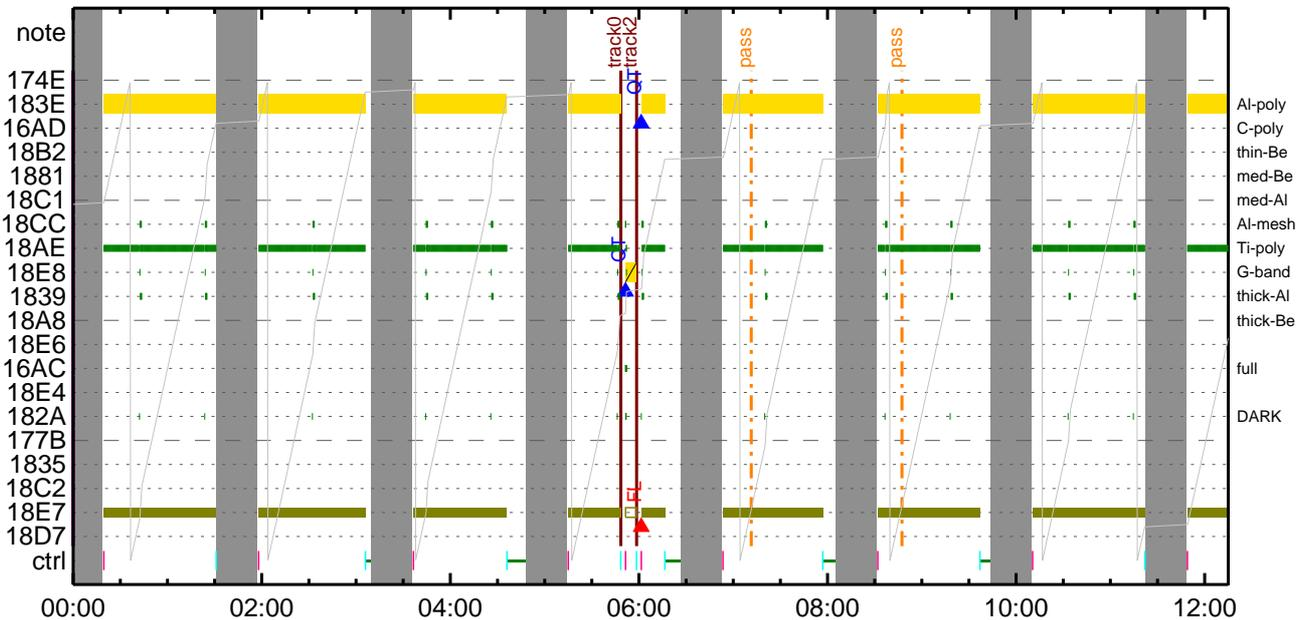 note
track0
track2
pass
pass
174E
QT
183E Al-poly
16AD C-poly
18B2 thin-Be
1881 med-Be
18C1 med-Al
18CC Al-mesh
18AE Ti-poly
QT
18E8 G-band
1839 thick-Al
18A8 thick-Be
18E6
16AC full
18E4
182A DARK
177B
1835
18C2
18E7
FL
18D7
ctrl
00:00 02:00 04:00 06:00 08:00 10:00 12:00